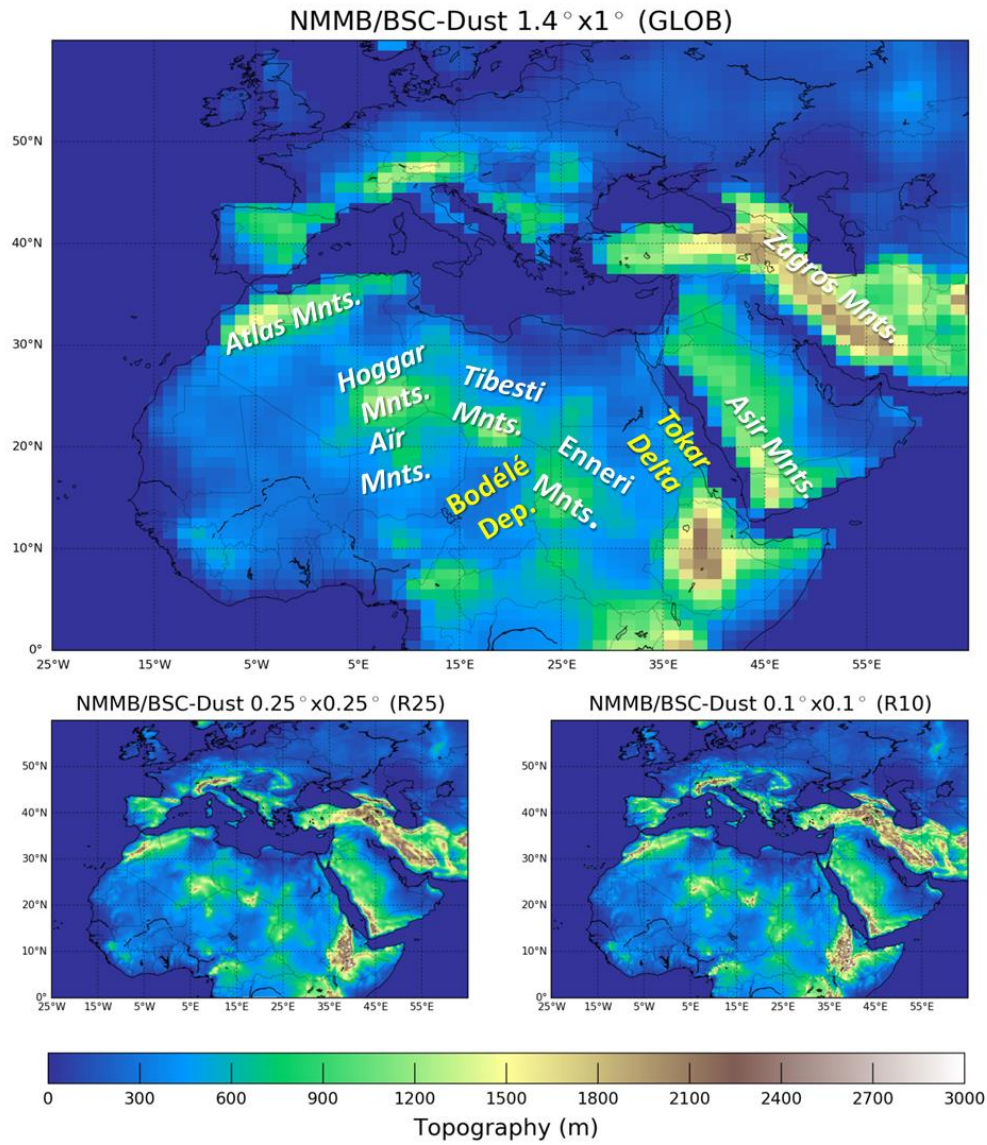 NMMB/BSC-Dust 1.4°x1° (GLOB)
50°N
40°N
30°N
20°N
10°N
0°
25°W
15°W
5°W
5°E
15°E
25°E
35°E
45°E
55°E
Zagros Mnts.
Atlas Mnts.
Hoggar
Mnts.
Tibesti
Mnts.
Aïr
Mnts.
Asir Mnts.
Tokar
Delta
Enneri
Mnts.
Bodélé
Dep.
NMMB/BSC-Dust 0.25°x0.25° (R25)
50°N
40°N
30°N
20°N
10°N
0°
25°W
15°W
5°W
5°E
15°E
25°E
35°E
45°E
55°E
NMMB/BSC-Dust 0.1°x0.1° (R10)
50°N
40°N
30°N
20°N
10°N
0°
25°W
15°W
5°W
5°E
15°E
25°E
35°E
45°E
55°E
0 300 600 900 1200 1500 1800 2100 2400 2700 3000
Topography (m)